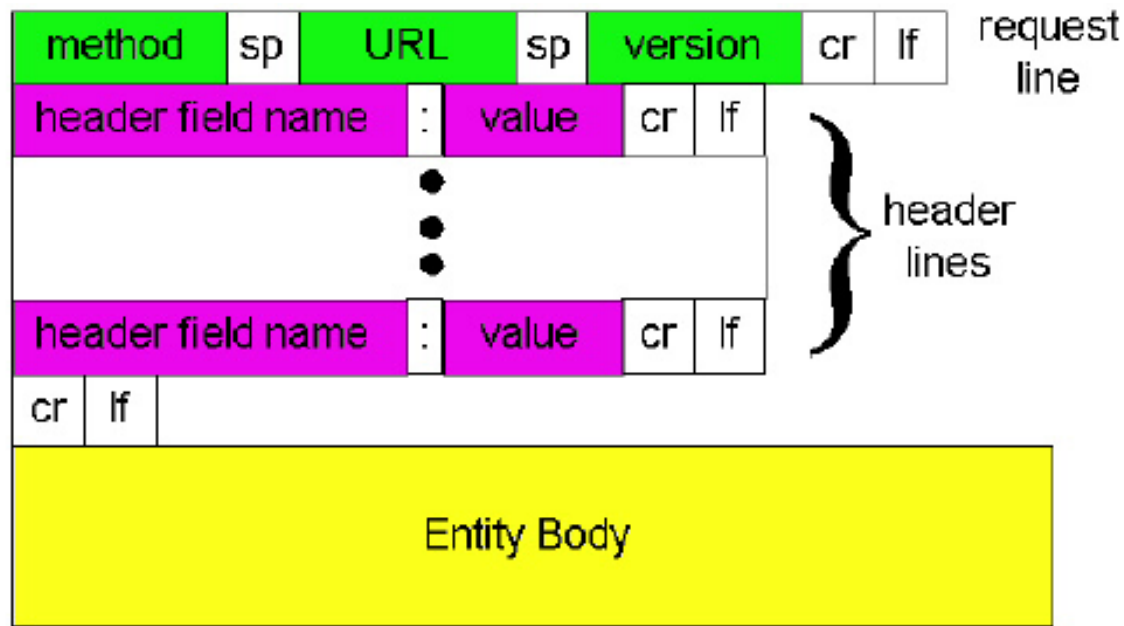 method sp URL sp version cr lf
request line
header field name : value cr lf
header lines
header field name : value cr lf
cr lf
Entity Body